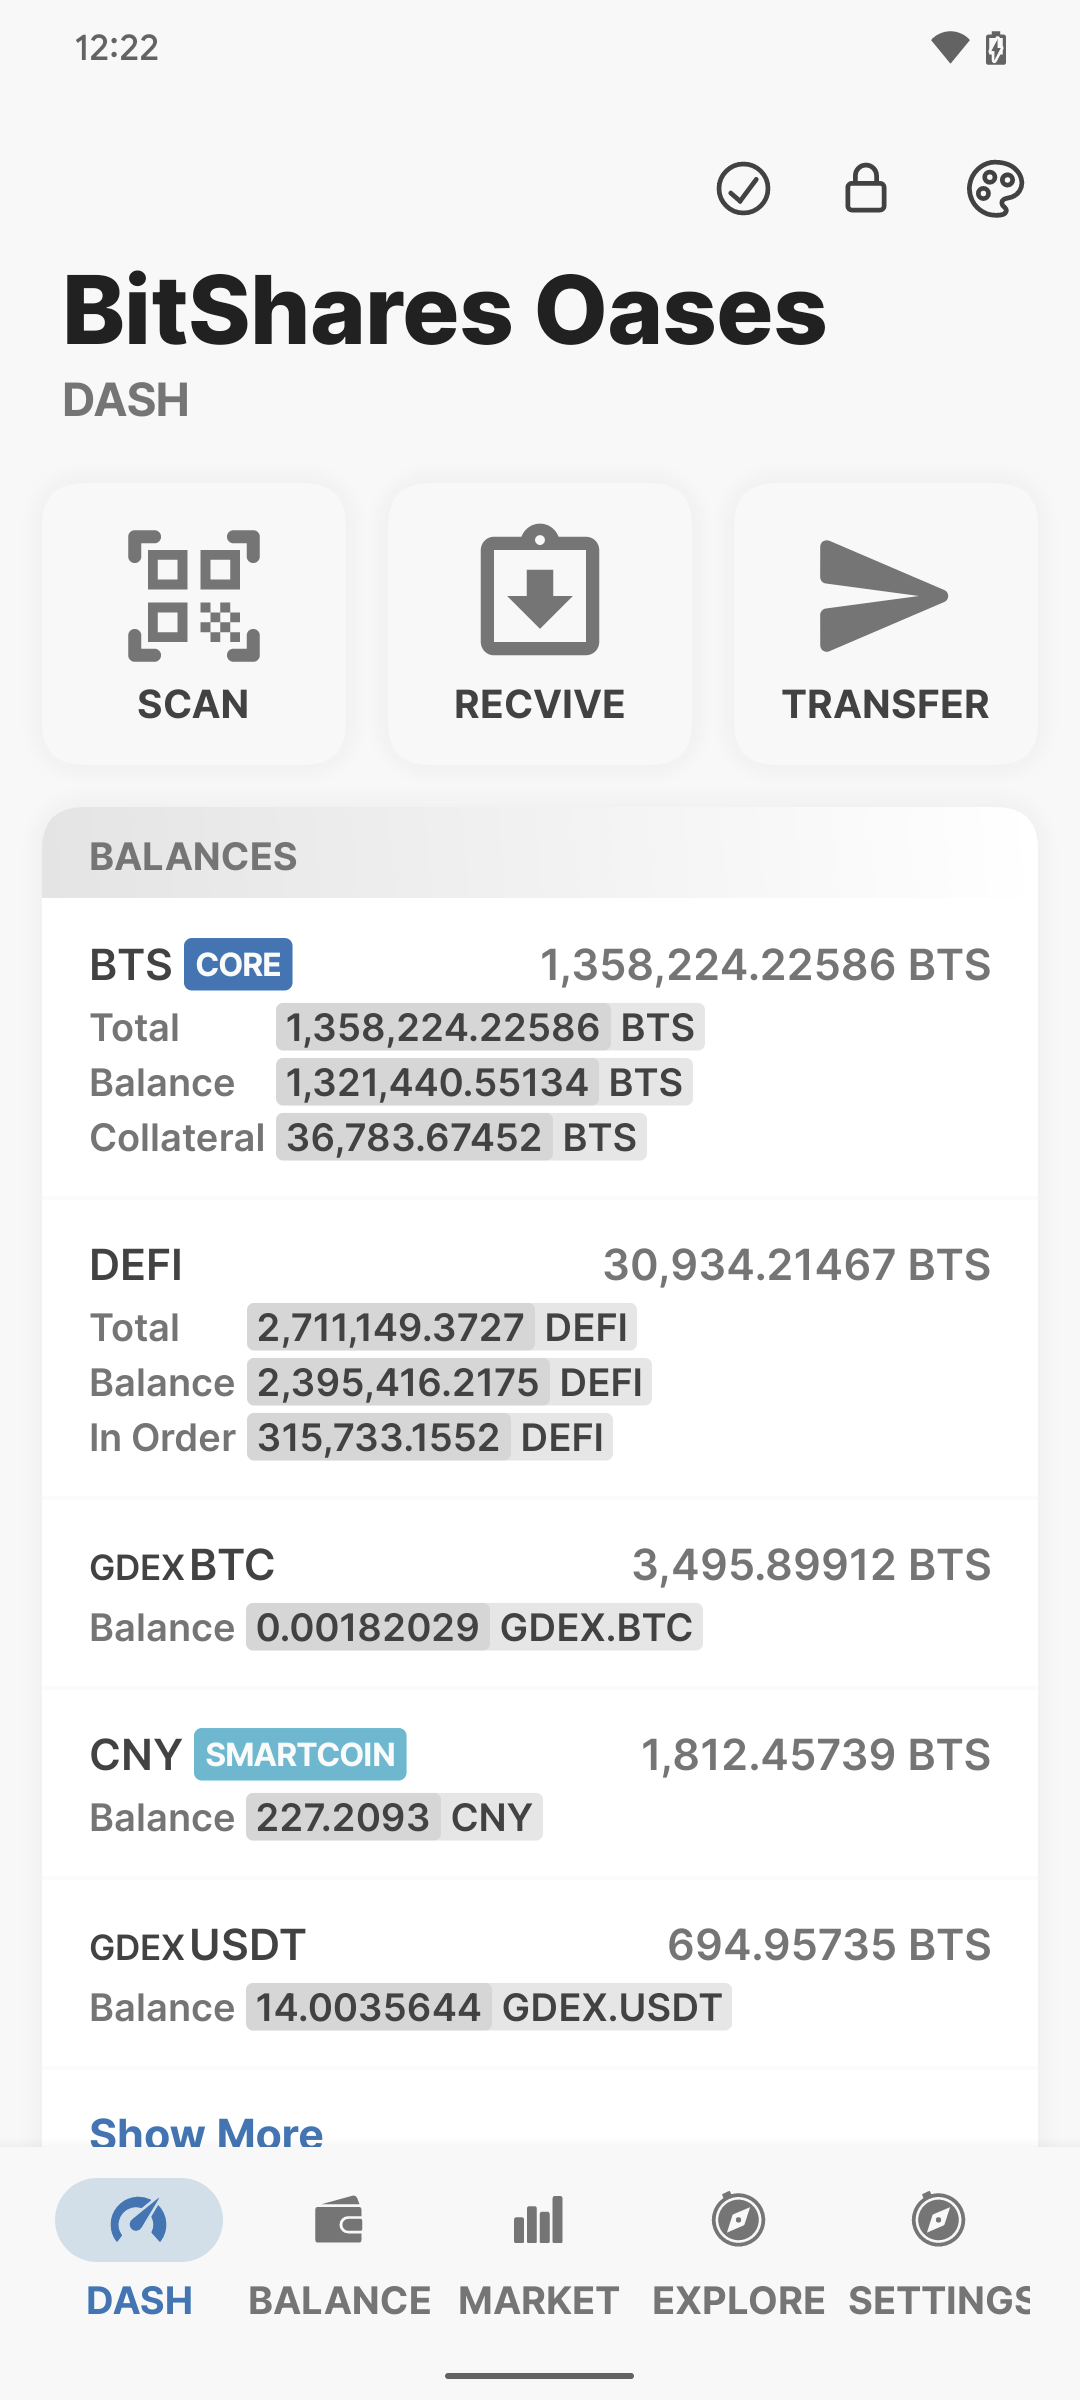 12:22
BitShares Oases
DASH
SCAN
RECVIVE
TRANSFER
BALANCES
BTS CORE 1,358,224.22586 BTS
Total 1,358,224.22586 BTS
Balance 1,321,440.55134 BTS
Collateral 36,783.67452 BTS
DEFI 30,934.21467 BTS
Total 2,711,149.3727 DEFI
Balance 2,395,416.2175 DEFI
In Order 315,733.1552 DEFI
GDEX BTC 3,495.89912 BTS
Balance 0.00182029 GDEX.BTC
CNY SMARTCOIN 1,812.45739 BTS
Balance 227.2093 CNY
GDEX USDT 694.95735 BTS
Balance 14.0035644 GDEX.USDT
Show More
DASH BALANCE MARKET EXPLORE SETTINGS